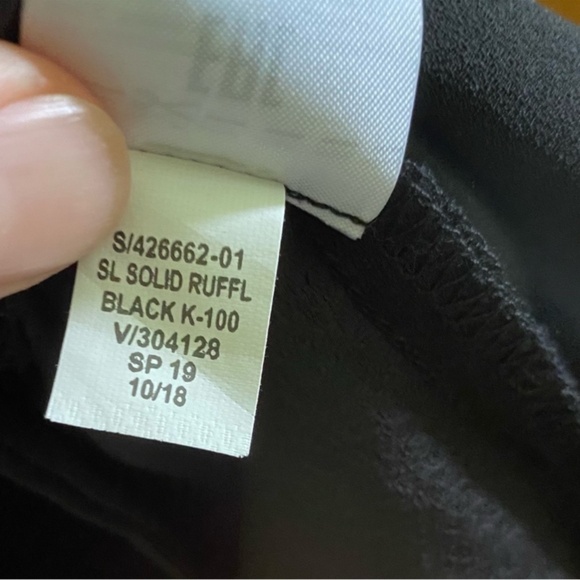 S/426662-01
SL SOLID RUFFL
BLACK K-100
V/304128
SP 19
10/18